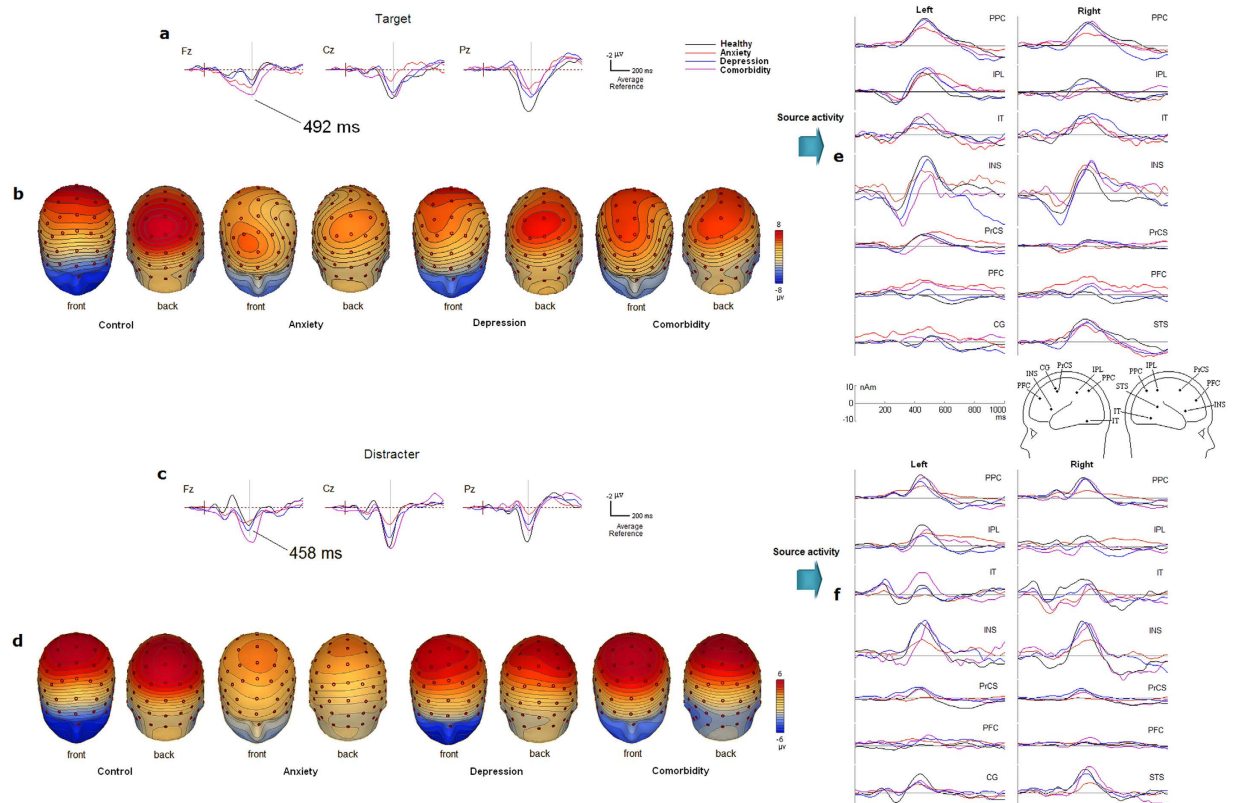 a
Target
Fz
Cz
Pz
-2 μv
200 ms
Average
Reference
Healthy
Anxiety
Depression
Comorbidity
492 ms
b
8
-8
μv
front
back
front
back
front
back
front
back
Control
Anxiety
Depression
Comorbidity
Source activity
e
Left
Right
PPC
PPC
IPL
IPL
IT
IT
INS
INS
PrCS
PrCS
PFC
PFC
CG
STS
10
nAm
0
-10
200
400
600
800
1000
ms
PFC
INS
CG
PrCS
IPL
PPC
IT
PPC
IPL
STS
IT
PrCS
PFC
INS
c
Distracter
Fz
Cz
Pz
-2 μv
200 ms
Average
Reference
458 ms
d
6
-6
μv
front
back
front
back
front
back
front
back
Control
Anxiety
Depression
Comorbidity
Source activity
f
Left
Right
PPC
PPC
IPL
IPL
IT
IT
INS
INS
PrCS
PrCS
PFC
PFC
CG
STS